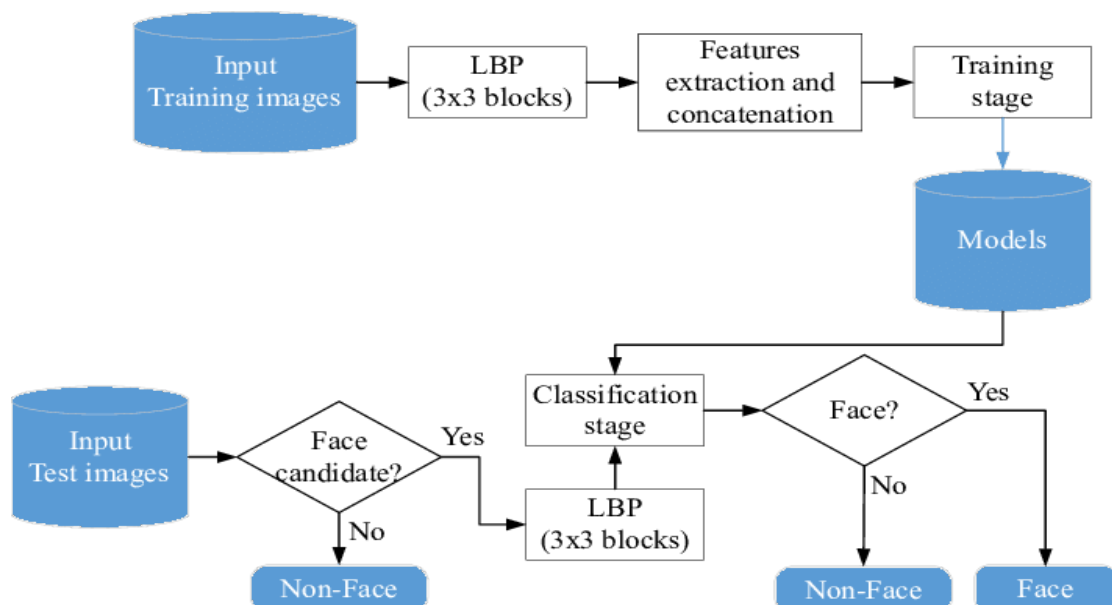 Input
Training images
LBP
(3x3 blocks)
Features
extraction and
concatenation
Training
stage
Models
Input
Test images
Face
candidate?
Yes
No
Non-Face
LBP
(3x3 blocks)
Classification
stage
Face?
Yes
No
Non-Face
Face